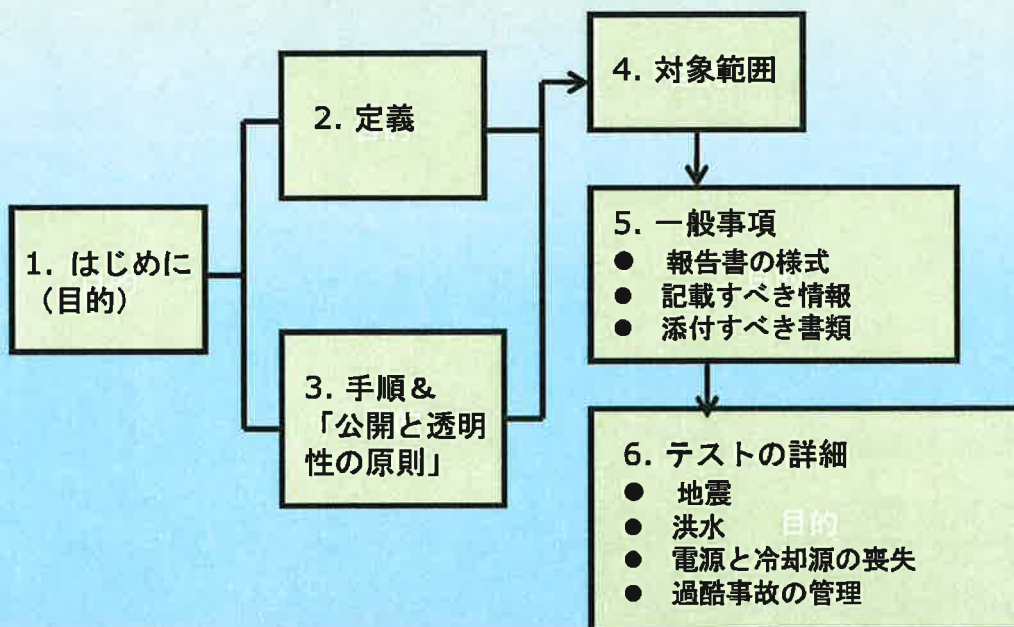 1. はじめに
（目的）
2. 定義
3. 手順＆
「公開と透明
性の原則」
4. 対象範囲
5. 一般事項
● 報告書の様式
● 記載すべき情報
● 添付すべき書類
6. テストの詳細
● 地震
● 洪水
● 電源と冷却源の喪失
● 過酷事故の管理
目的